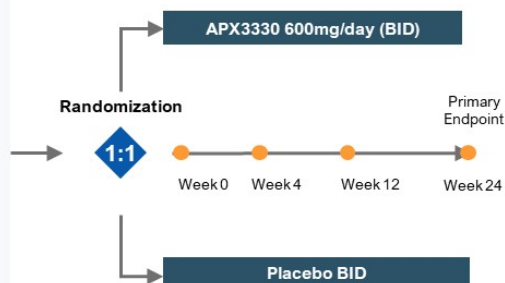 APX3330 600mg/day (BID)
Randomization
1:1
Primary
Endpoint
Week 0
Week 4
Week 12
Week 24
Placebo BID